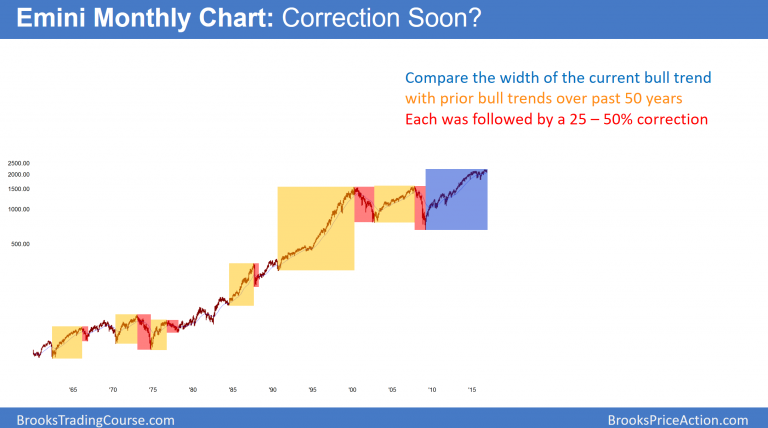 Emini Monthly Chart: Correction Soon?
Compare the width of the current bull trend
with prior bull trends over past 50 years
Each was followed by a 25 – 50% correction
2500.00
2000.00
1500.00
1000.00
500.00
'65 '70 '75 '80 '85 '90 '95 '00 '05 '10 '15
BrooksTradingCourse.com BrooksPriceAction.com